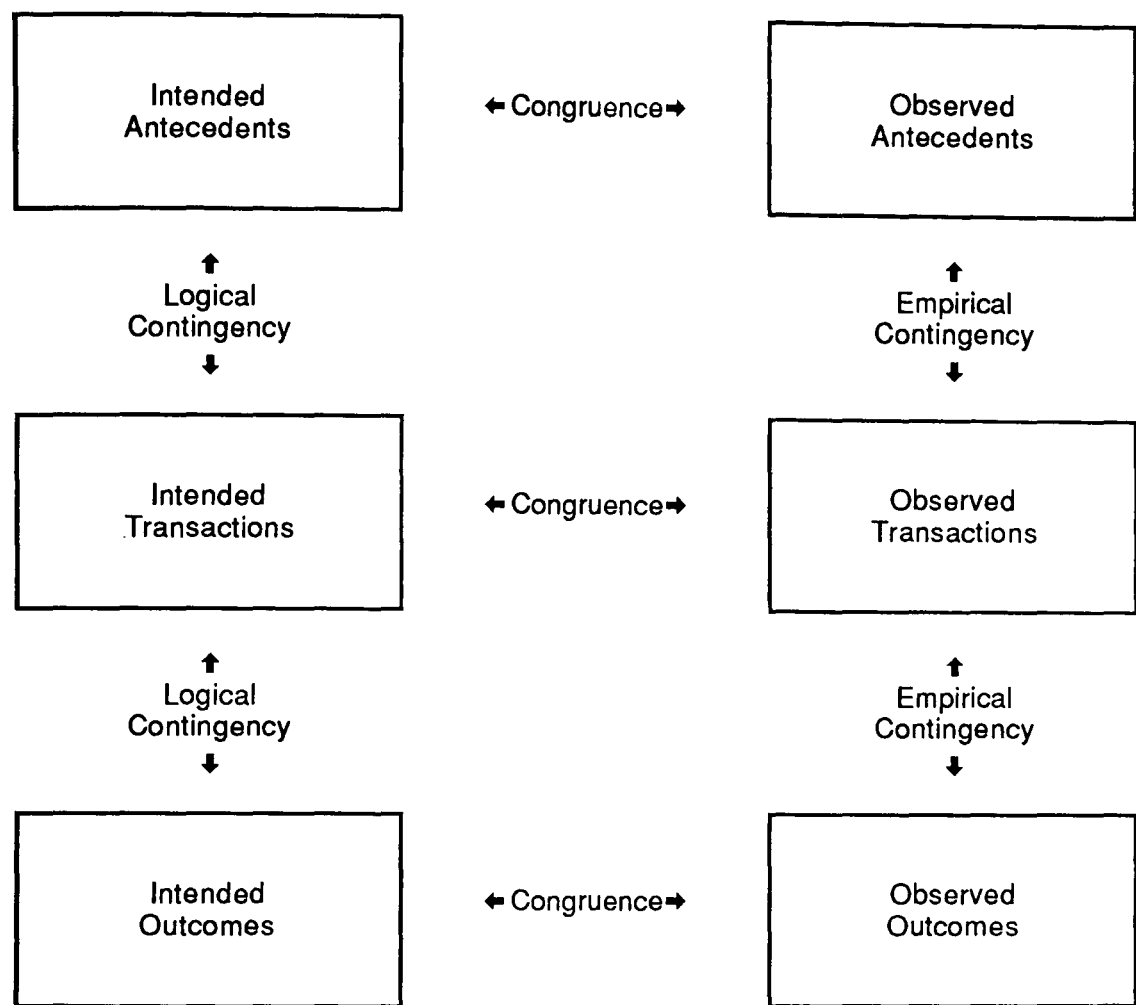 Intended
Antecedents
Congruence
Observed
Antecedents
Logical
Contingency
Empirical
Contingency
Intended
Transactions
Congruence
Observed
Transactions
Logical
Contingency
Empirical
Contingency
Intended
Outcomes
Congruence
Observed
Outcomes